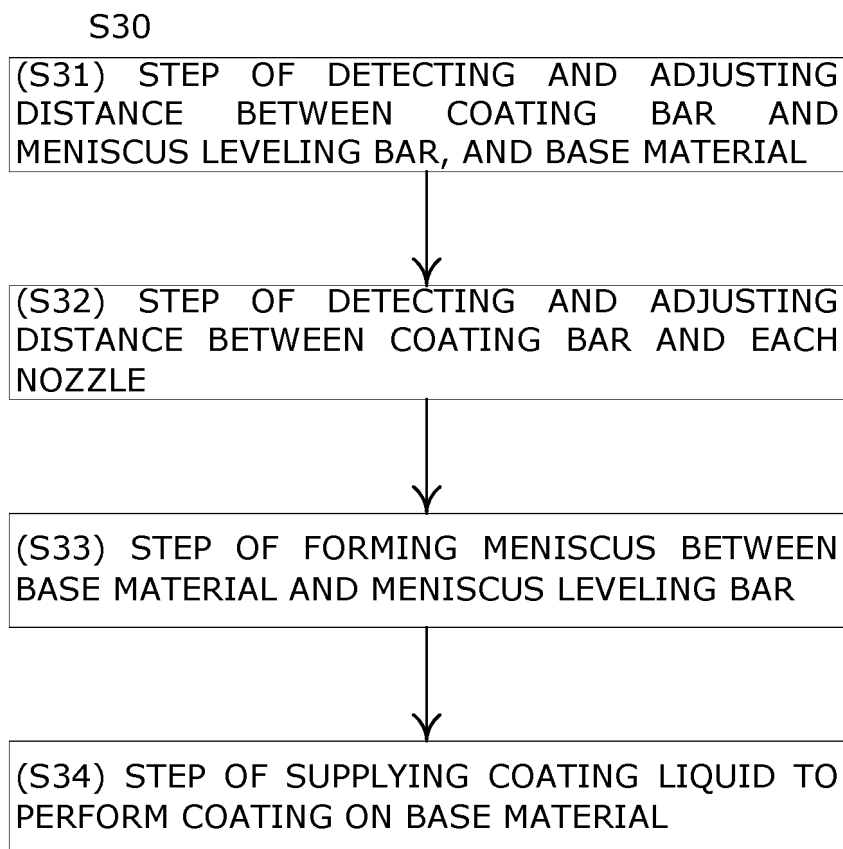 S30
(S31) STEP OF DETECTING AND ADJUSTING
DISTANCE BETWEEN COATING BAR AND
MENISCUS LEVELING BAR, AND BASE MATERIAL
(S32) STEP OF DETECTING AND ADJUSTING
DISTANCE BETWEEN COATING BAR AND EACH
NOZZLE
(S33) STEP OF FORMING MENISCUS BETWEEN
BASE MATERIAL AND MENISCUS LEVELING BAR
(S34) STEP OF SUPPLYING COATING LIQUID TO
PERFORM COATING ON BASE MATERIAL